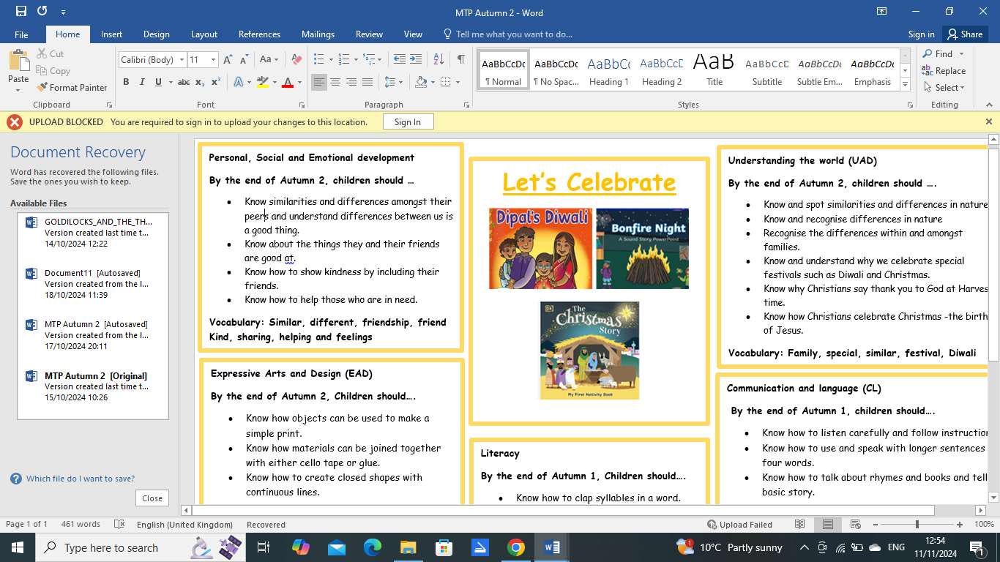 MTP Autumn 2 - Word
File Home Insert Design Layout References Mailings Review View Tell me what you want to do... Sign in Share
Paste
Cut
Copy
Format Painter
Clipboard
Calibri (Body) 11
Font
Paragraph
AaBbCcDc AaBbCcDc AaBbCc AaBbCcD AaB AaBbCcD AaBbCcDc AaBbCcDc
¶ Normal ¶ No Spac... Heading 1 Heading 2 Title Subtitle Subtle Em... Emphasis
Styles
Find
Replace
Select
Editing
UPLOAD BLOCKED You are required to sign in to upload your changes to this location. Sign In
Document Recovery
Word has recovered the following files.
Save the ones you wish to keep.
Available Files
GOLDILOCKS_AND_THE_TH...
Version created last time t...
14/10/2024 12:22
Document11 [Autosaved]
Version created from the l...
18/10/2024 11:39
MTP Autumn 2 [Autosaved]
Version created from the l...
17/10/2024 20:11
MTP Autumn 2 [Original]
Version created last time t...
15/10/2024 10:26
Which file do I want to save?
Close
Personal, Social and Emotional development
By the end of Autumn 2, children should …
• Know similarities and differences amongst their
peers and understand differences between us is
a good thing.
• Know about the things they and their friends
are good at.
• Know how to show kindness by including their
friends.
• Know how to help those who are in need.
Vocabulary: Similar, different, friendship, friend
Kind, sharing, helping and feelings
Expressive Arts and Design (EAD)
By the end of Autumn 2, Children should….
• Know how objects can be used to make a
simple print.
• Know how materials can be joined together
with either cello tape or glue.
• Know how to create closed shapes with
continuous lines.
Let's Celebrate
Dipal's Diwali
Bonfire Night
A Sound Story PowerPoint
DK
The
Christmas
Story
My First Nativity Book
Literacy
By the end of Autumn 1, Children should….
• Know how to clap syllables in a word.
Understanding the world (UAD)
By the end of Autumn 2, children should ….
• Know and spot similarities and differences in nature
• Know and recognise differences in nature
• Recognise the differences within and amongst
families.
• Know and understand why we celebrate special
festivals such as Diwali and Christmas.
• Know why Christians say thank you to God at Harves
time.
• Know how Christians celebrate Christmas -the birth
of Jesus.
Vocabulary: Family, special, similar, festival, Diwali
Communication and language (CL)
By the end of Autumn 1, children should….
• Know how to listen carefully and follow instruction
• Know how to use and speak with longer sentences
four words.
• Know how to talk about rhymes and books and tell
basic story.
Page 1 of 1 461 words English (United Kingdom) Recovered Upload Failed 100%
Type here to search 10°C Partly sunny ENG 12:54
11/11/2024